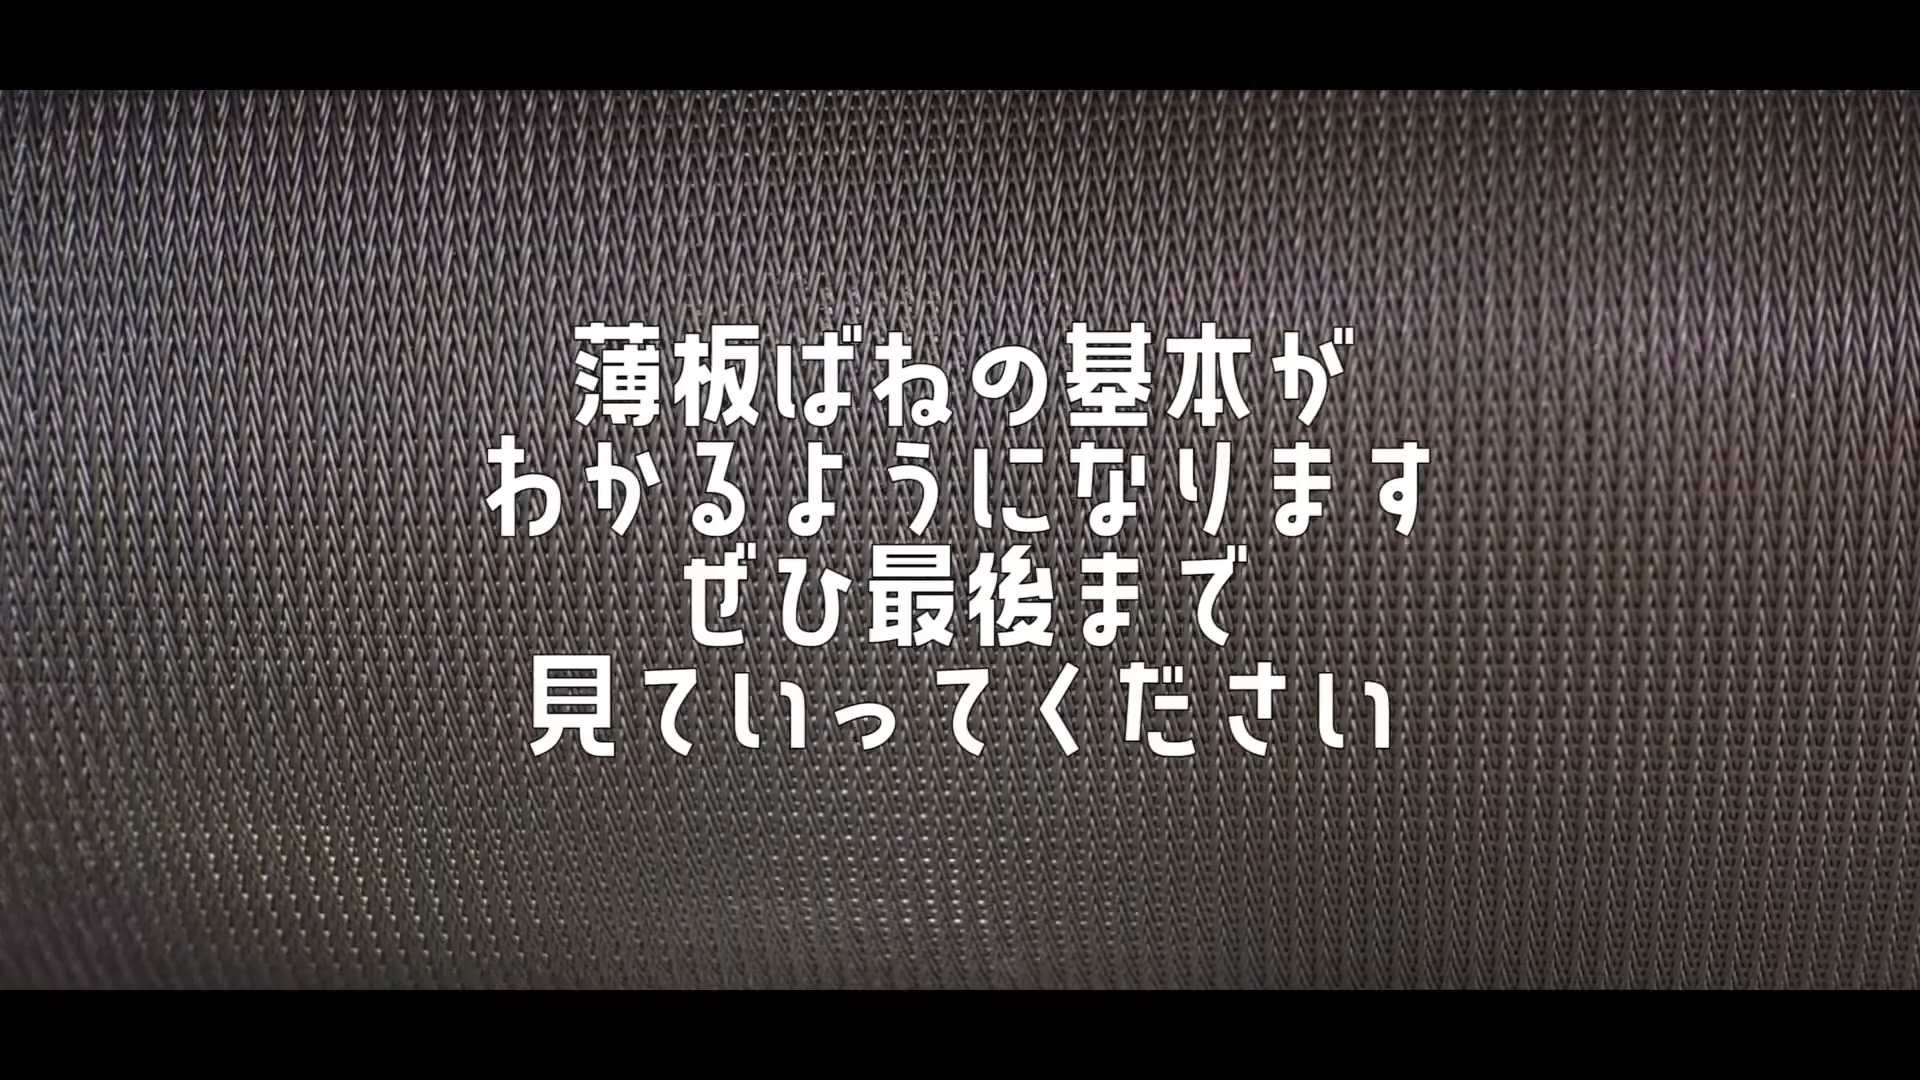 薄板ばねの基本が
わかるようになります
ぜひ最後まで
見ていってください